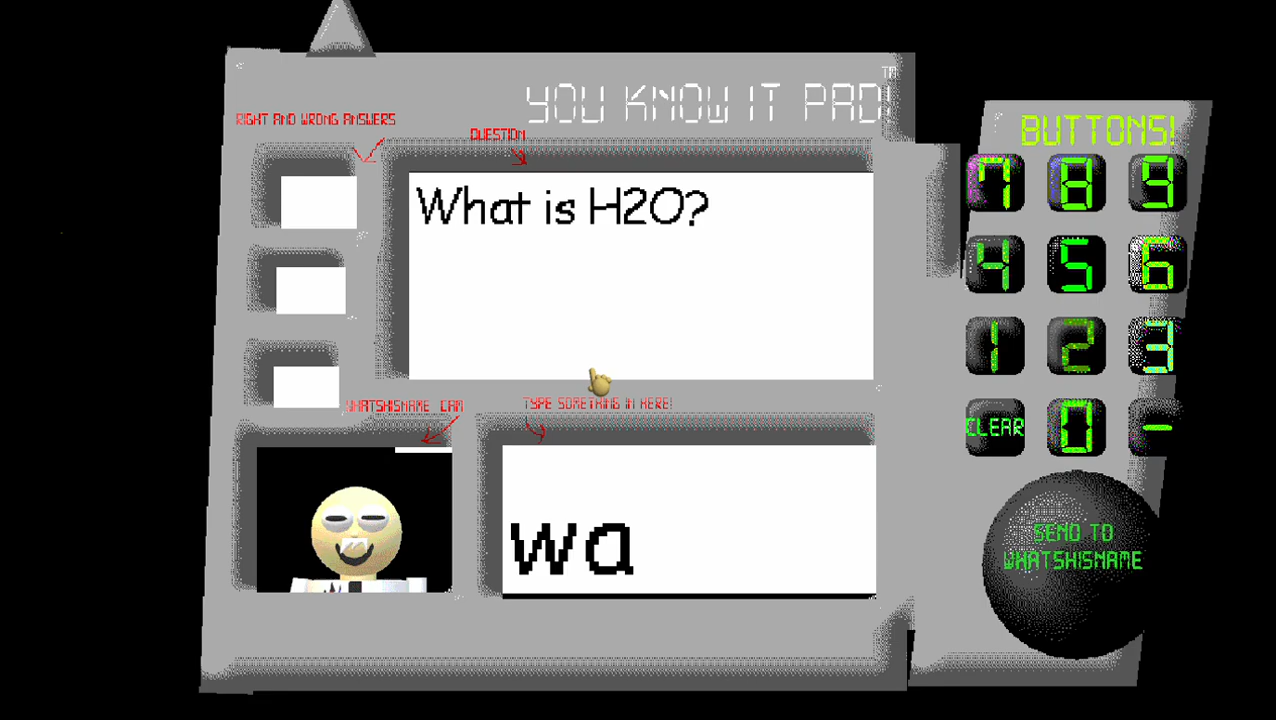 YOU KNOW IT PAD!
TM
RIGHT AND WRONG ANSWERS
QUESTION
BUTTONS!
What is H2O?
7 8 9
4 5 6
1 2 3
CLEAR 0 -
WHATSHISNAME CAM
TYPE SOMETHING IN HERE!
wa
SEND TO
WHATSHISNAME